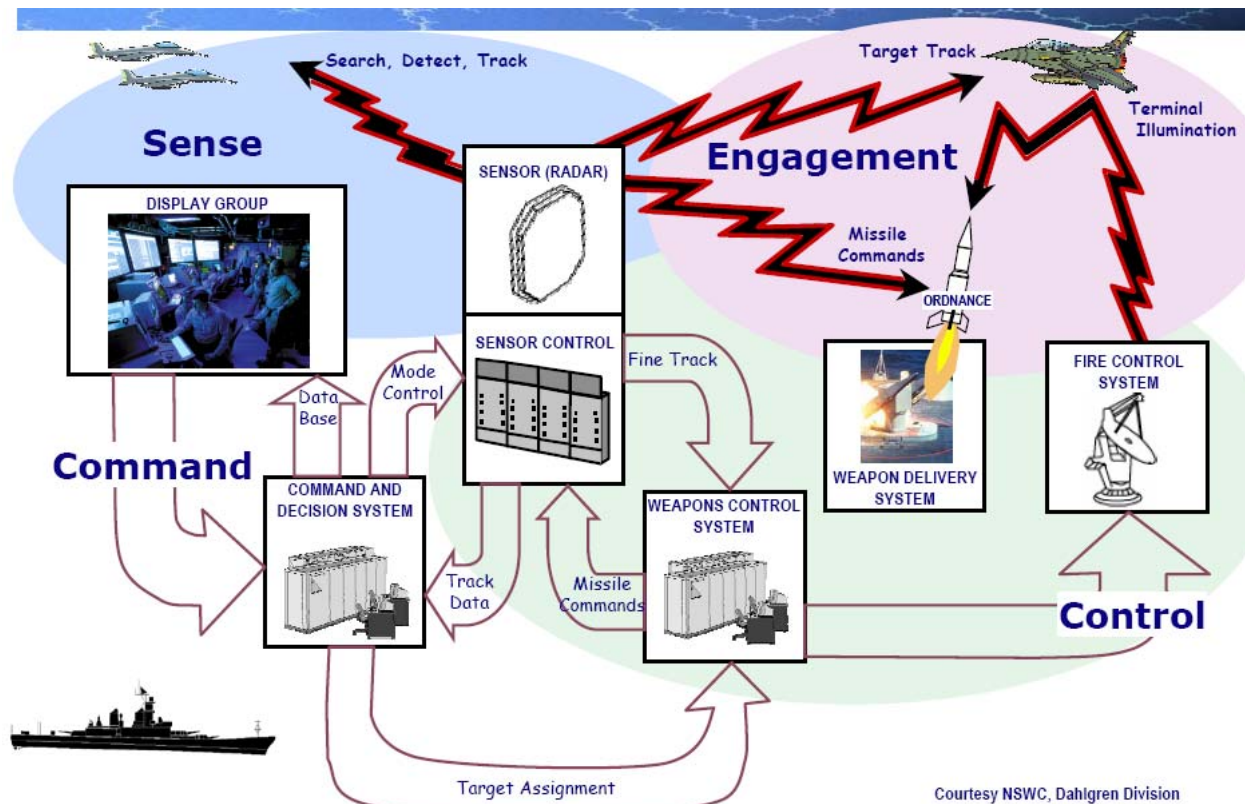 Search, Detect, Track
Target Track
Terminal
Illumination
Sense
Engagement
SENSOR (RADAR)
DISPLAY GROUP
Missile
Commands
ORDNANCE
SENSOR CONTROL
Fine Track
FIRE CONTROL
SYSTEM
Mode
Control
Data
Base
Command
COMMAND AND
DECISION SYSTEM
WEAPON DELIVERY
SYSTEM
WEAPONS CONTROL
SYSTEM
Track
Data
Missile
Commands
Control
Target Assignment
Courtesy NSWC, Dahlgren Division